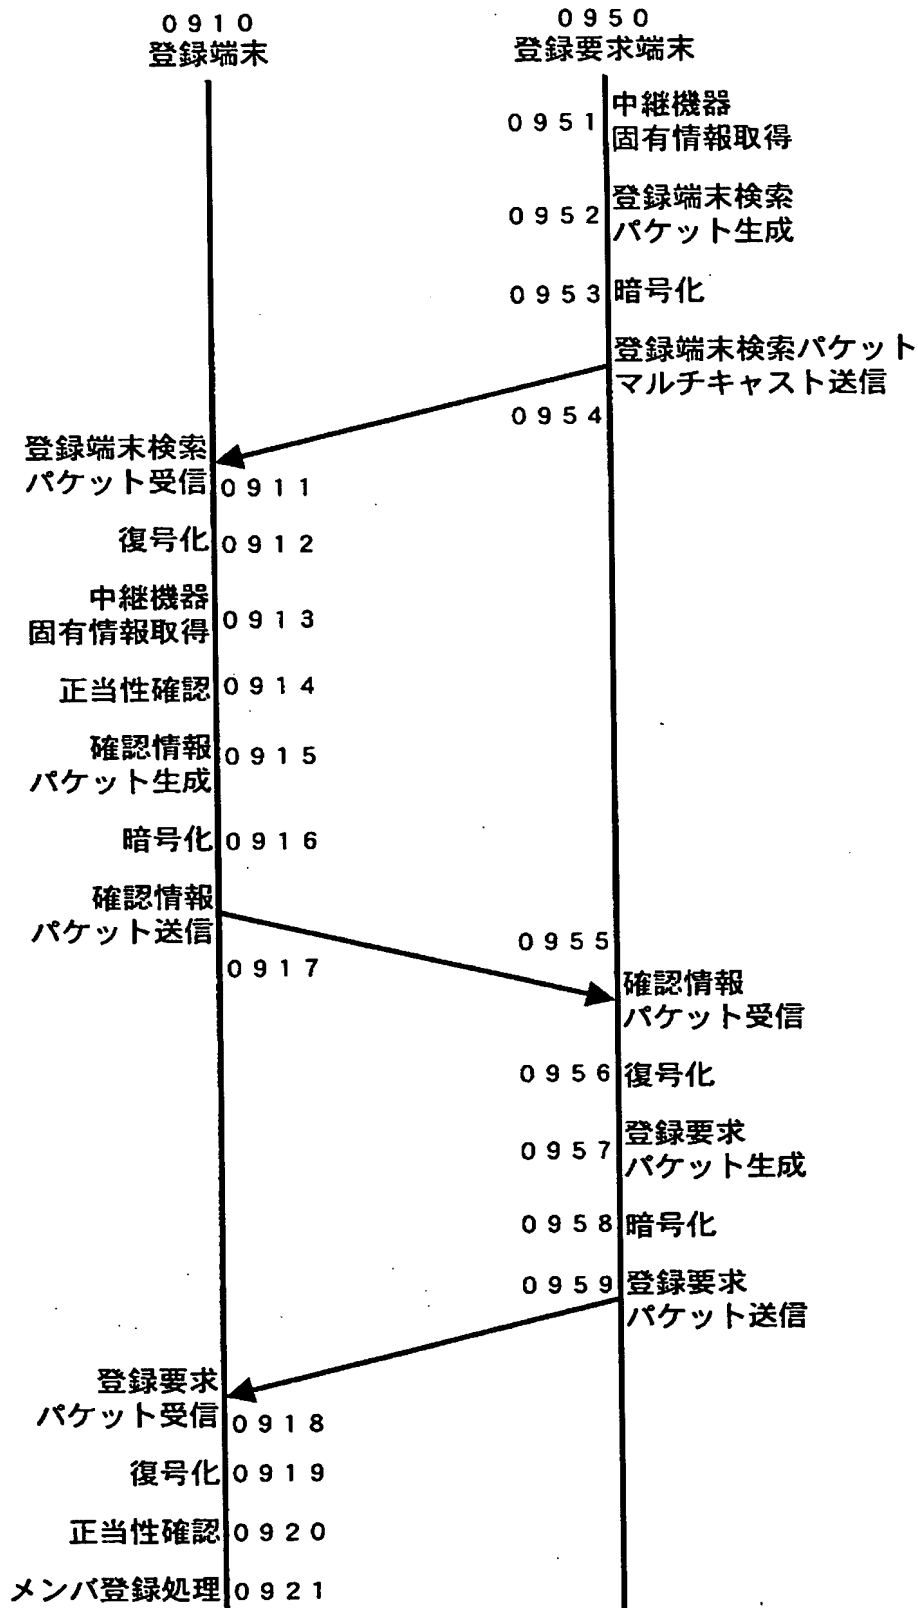 0910
登録端末
0950
登録要求端末
0951
中継機器
固有情報取得
0952
登録端末検索
パケット生成
0953
暗号化
登録端末検索パケット
マルチキャスト送信
0954
登録端末検索
パケット受信
0911
復号化
0912
中継機器
固有情報取得
0913
正当性確認
0914
確認情報
パケット生成
0915
暗号化
0916
確認情報
パケット送信
0917
0955
確認情報
パケット受信
0956
復号化
0957
登録要求
パケット生成
0958
暗号化
0959
登録要求
パケット送信
登録要求
パケット受信
0918
復号化
0919
正当性確認
0920
メンバ登録処理
0921